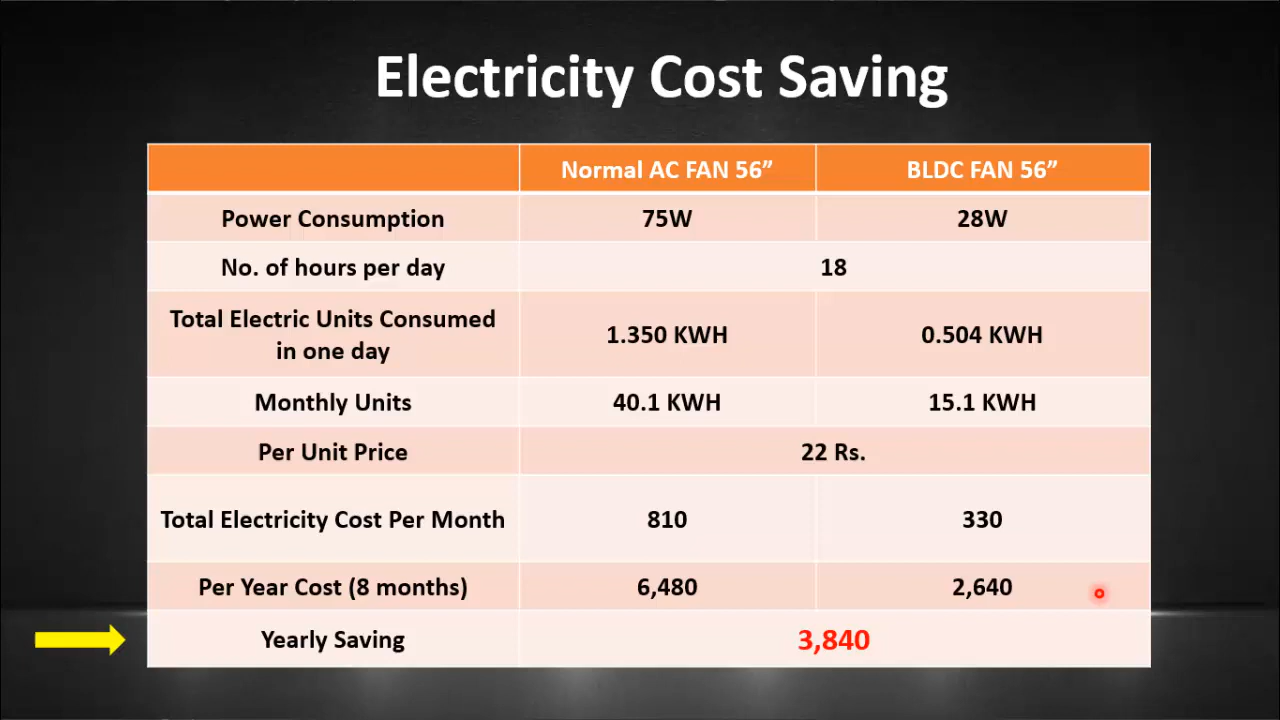 Electricity Cost Saving
Normal AC FAN 56” BLDC FAN 56”
Power Consumption 75W 28W
No. of hours per day 18
Total Electric Units Consumed
in one day 1.350 KWH 0.504 KWH
Monthly Units 40.1 KWH 15.1 KWH
Per Unit Price 22 Rs.
Total Electricity Cost Per Month 810 330
Per Year Cost (8 months) 6,480 2,640
Yearly Saving 3,840